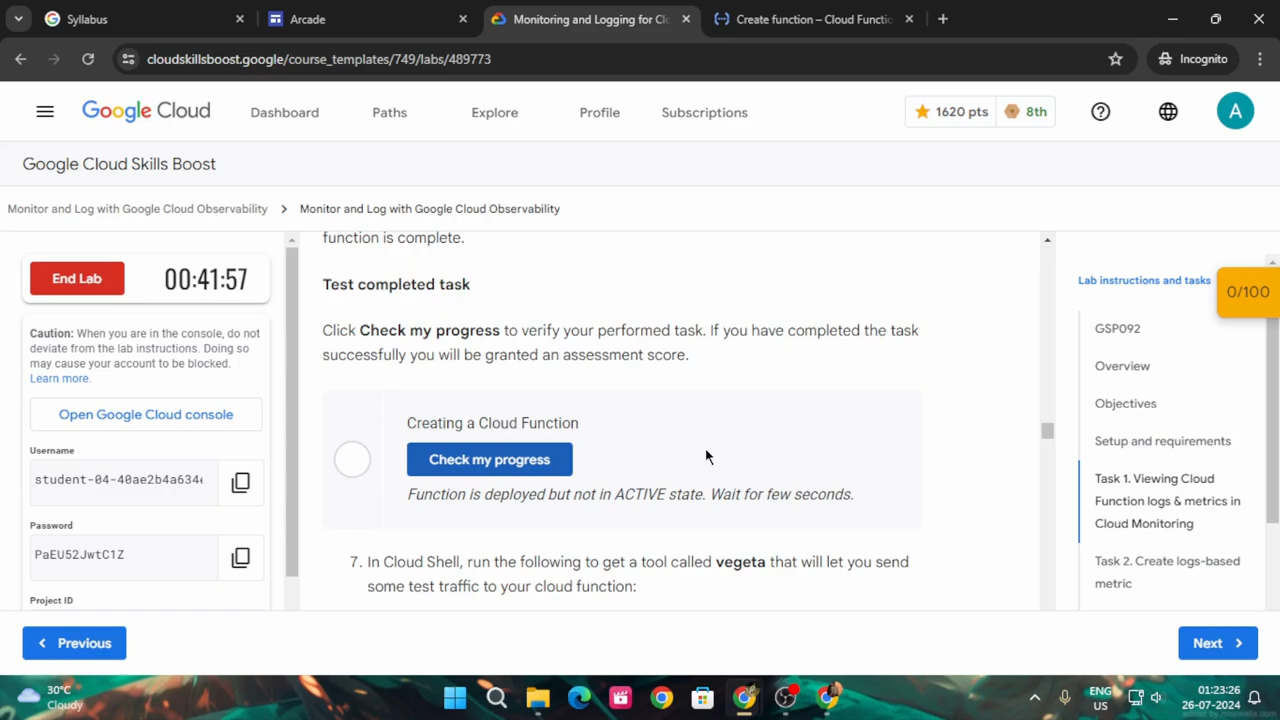 Syllabus
Arcade
Monitoring and Logging for Clo
Create function – Cloud Functio
cloudskillsboost.google/course_templates/749/labs/489773
Incognito
Google Cloud
Dashboard
Paths
Explore
Profile
Subscriptions
1620 pts
8th
A
Google Cloud Skills Boost
Monitor and Log with Google Cloud Observability
Monitor and Log with Google Cloud Observability
End Lab
00:41:57
Caution: When you are in the console, do not
deviate from the lab instructions. Doing so
may cause your account to be blocked.
Learn more.
Open Google Cloud console
Username
student-04-40ae2b4a634
Password
PaEU52JwtC1Z
Project ID
Previous
function is complete.
Test completed task
Click Check my progress to verify your performed task. If you have completed the task
successfully you will be granted an assessment score.
Creating a Cloud Function
Check my progress
Function is deployed but not in ACTIVE state. Wait for few seconds.
7. In Cloud Shell, run the following to get a tool called vegeta that will let you send
some test traffic to your cloud function:
Lab instructions and tasks
0/100
GSP092
Overview
Objectives
Setup and requirements
Task 1. Viewing Cloud
Function logs & metrics in
Cloud Monitoring
Task 2. Create logs-based
metric
Next
30°C
Cloudy
ENG
US
01:23:26
26-07-2024